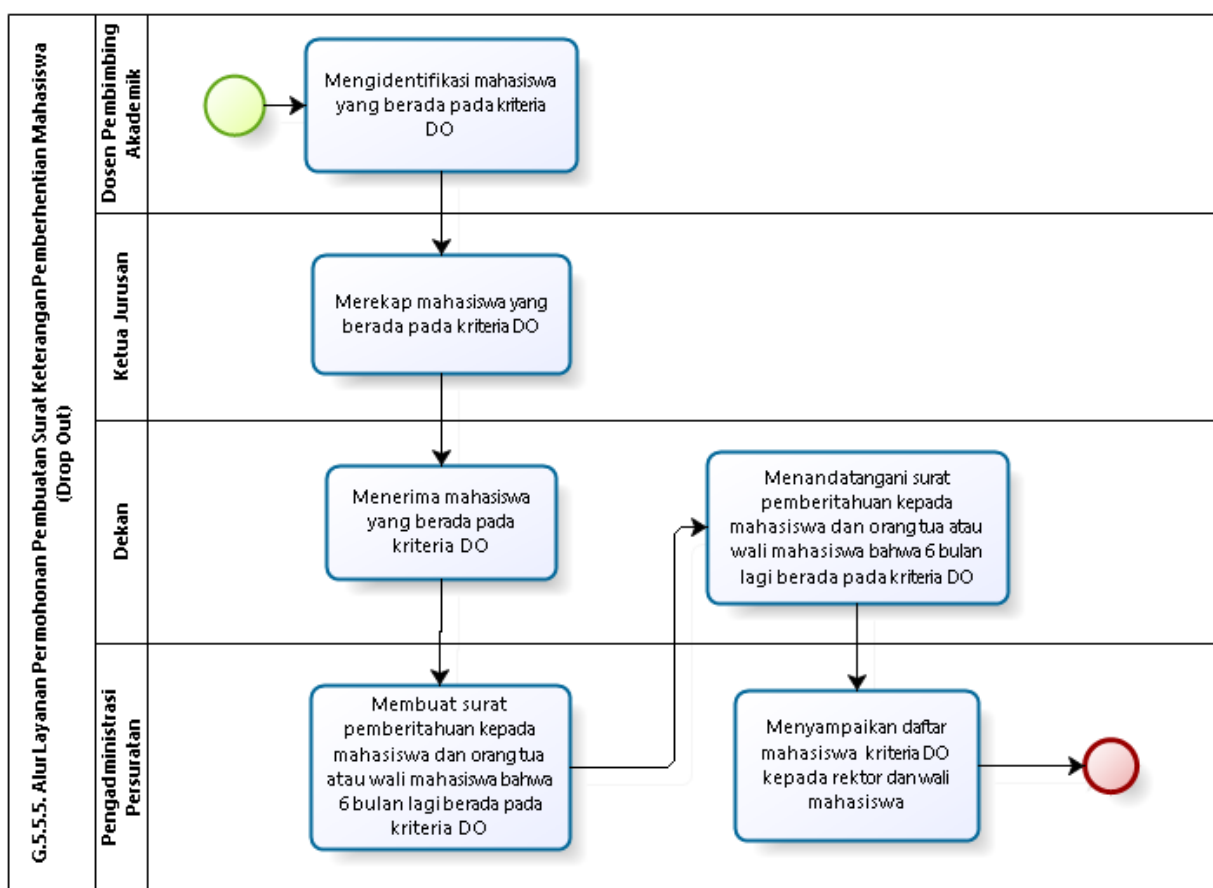 G.5.5.5. Alur Layanan Permohonan Pembuatan Surat Keterangan Pemberhentian Mahasiswa
(Drop Out)
Dosen Pembimbing
Akademik
Mengidentifikasi mahasiswa
yang berada pada kriteria
DO
Ketua Jurusan
Merekap mahasiswa yang
berada pada kriteria DO
Dekan
Menerima mahasiswa
yang berada pada
kriteria DO
Menandatangani surat
pemberitahuan kepada
mahasiswa dan orang tua atau
wali mahasiswa bahwa 6 bulan
lagi berada pada kriteria DO
Pengadministrasi
Persuratan
Membuat surat
pemberitahuan kepada
mahasiswa dan orang tua
atau wali mahasiswa bahwa
6 bulan lagi berada pada
kriteria DO
Menyampaikan daftar
mahasiswa kriteria DO
kepada rektor dan wali
mahasiswa